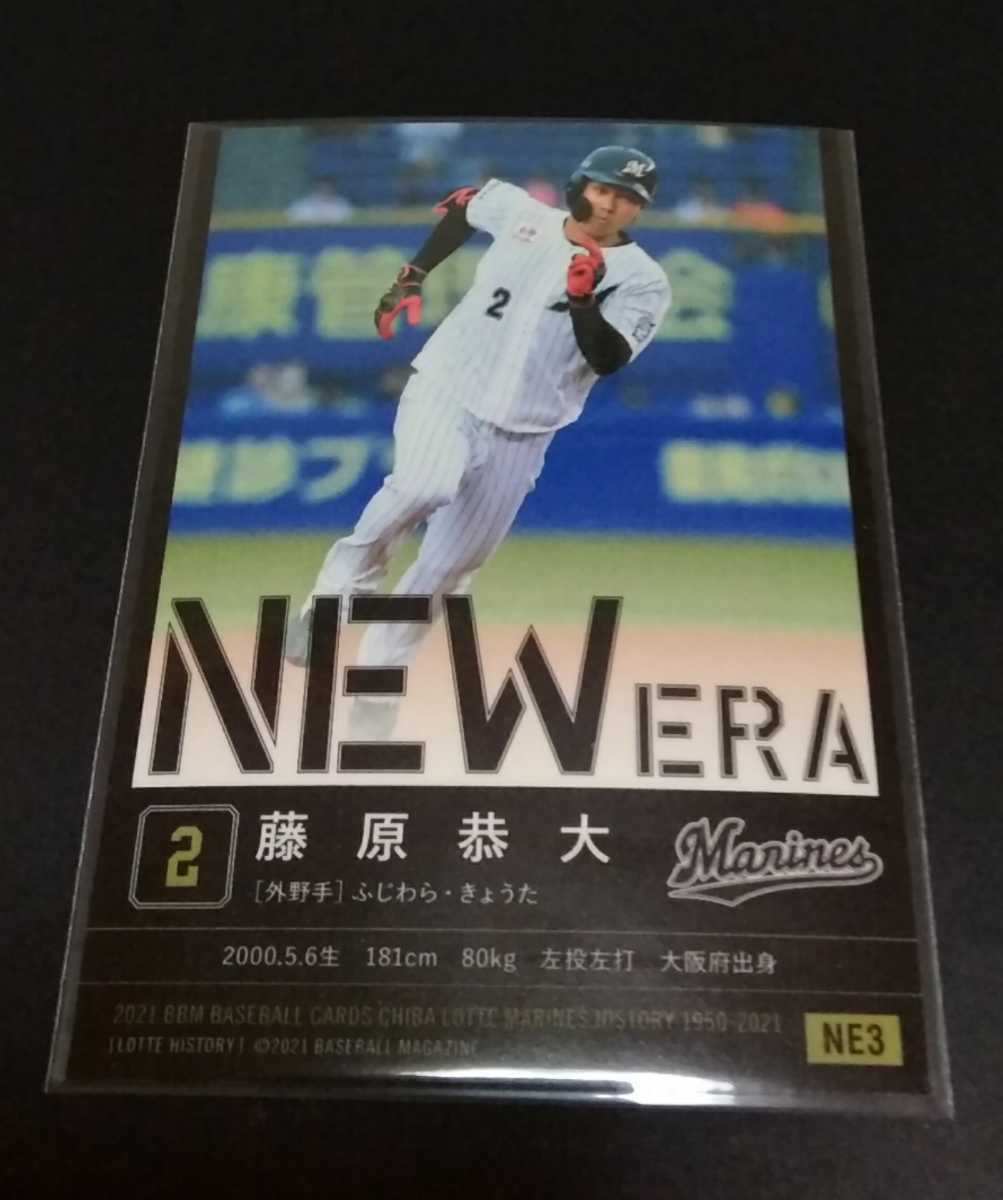 M
2
NEW ERA
2
藤原恭大
Marines
[外野手] ふじわら・きょうた
2000.5.6生 181cm 80kg 左投左打 大阪府出身
2021 BBM BASEBALL CARDS CHIBA LOTTE MARINES HISTORY 1950-2021
[LOTTE HISTORY] ©2021 BASEBALL MAGAZINE
NE3